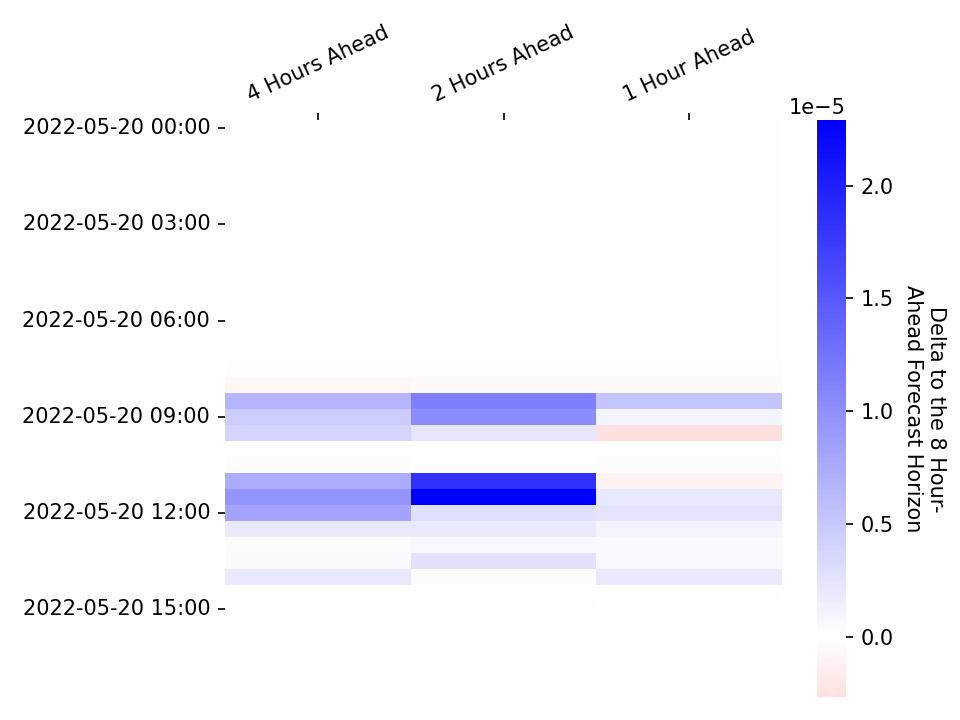 4 Hours Ahead
2 Hours Ahead
1 Hour Ahead
1e−5
2022-05-20 00:00
2022-05-20 03:00
2022-05-20 06:00
2022-05-20 09:00
2022-05-20 12:00
2022-05-20 15:00
2.0
1.5
1.0
0.5
0.0
Delta to the 8 Hour-
Ahead Forecast Horizon